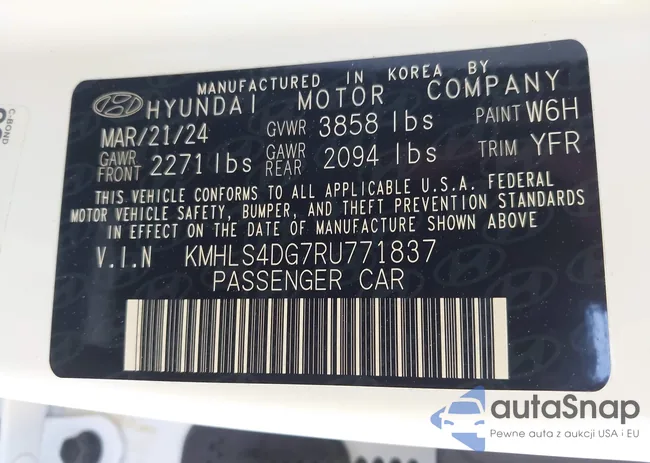 MANUFACTURED IN KOREA BY
HYUNDAI MOTOR COMPANY
MAR/21/24 GVWR 3858 lbs PAINT W6H
GAWR FRONT 2271 lbs GAWR REAR 2094 lbs TRIM YFR
THIS VEHICLE CONFORMS TO ALL APPLICABLE U.S.A. FEDERAL
MOTOR VEHICLE SAFETY, BUMPER, AND THEFT PREVENTION STANDARDS
IN EFFECT ON THE DATE OF MANUFACTURE SHOWN ABOVE.
V.I.N KMHLS4DG7RU771837
PASSENGER CAR
C-BOND
autaSnap
Pewne auta z aukcji USA i EU